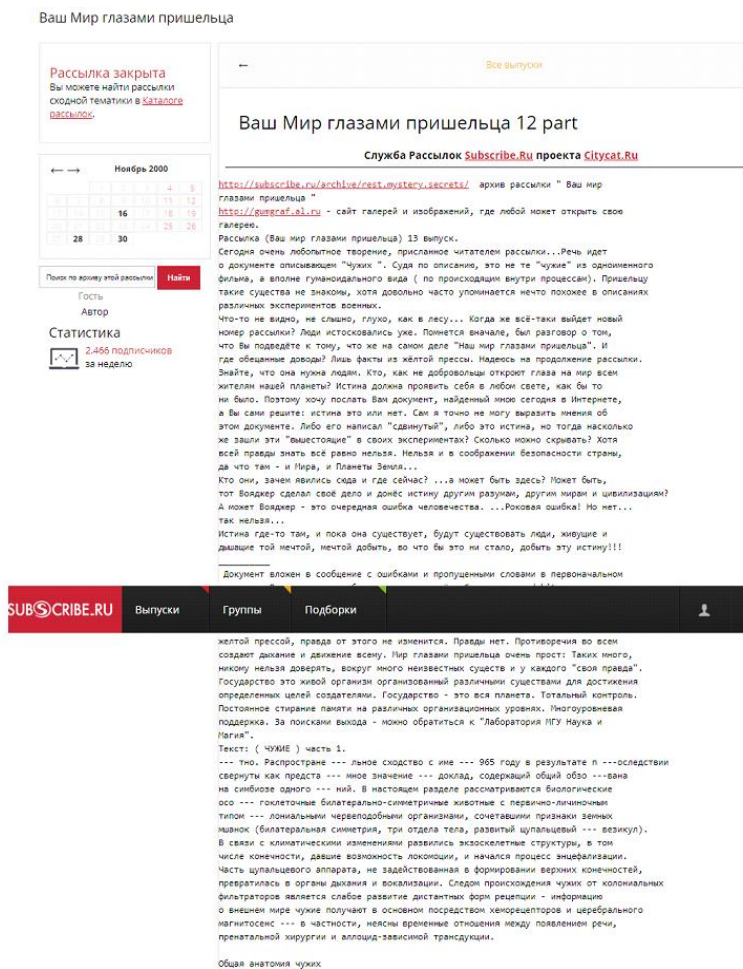 Ваш Мир глазами пришельца
Рассылка закрыта
Вы можете найти рассылки
сходной тематики в Каталоге
рассылок.
← →
Ноябрь 2000
4 5
11 12
16 18 19
25 26
28 30
Поиск по архиву этой рассылки
Найти
Гость
Автор
Статистика
2.466 подписчиков
за неделю
←
Все выпуски
Ваш Мир глазами пришельца 12 part
Служба Рассылок Subscribe.Ru проекта Citycat.Ru
http://subscribe.ru/archive/rest.mystery.secrets/ архив рассылки " Ваш мир
глазами пришельца "
http://gumgraf.al.ru - сайт галерей и изображений, где любой может открыть свою
галерею.
Рассылка (Ваш мир глазами пришельца) 13 выпуск.
Сегодня очень любопытное творение, присланное читателем рассылки...Речь идет
о документе описывающем "Чужих ". Судя по описанию, это не те "чужие" из одноименного
фильма, а вполне гуманоидального вида ( по происходящим внутри процессам). Пришельцу
такие существа не знакомы, хотя довольно часто упоминается нечто похожее в описаниях
различных экспериментов военных.
Что-то не видно, не слышно, глухо, как в лесу... Когда же всё-таки выйдет новый
номер рассылки? Люди истосковались уже. Помнется вначале, был разговор о том,
что Вы подведёте к тому, что же на самом деле "Наш мир глазами пришельца". И
где обещанные доводы? Лишь факты из жёлтой прессы. Надеюсь на продолжение рассылки.
Знайте, что она нужна людям. Кто, как не добровольцы откроют глаза на мир всем
жителям нашей планеты? Истина должна проявить себя в любом свете, как бы то
ни было. Поэтому хочу послать Вам документ, найденный мною сегодня в Интернете,
а Вы сами решите: истина это или нет. Сам я точно не могу выразить мнения об
этом документе. Либо его написал "сдвинутый", либо это истина, но тогда насколько
же зашли эти "вышестоящие" в своих экспериментах? Сколько можно скрывать? Хотя
всей правды знать всё равно нельзя. Нельзя и в соображении безопасности страны,
да что там - и Мира, и Планеты Земля...
Кто они, зачем явились сюда и где сейчас? ...а может быть здесь? Может быть,
тот Вояджер сделал своё дело и донёс истину другим разумам, другим мирам и цивилизациям?
А может Вояджер - это очередная ошибка человечества. ...Роковая ошибка! Но нет...
так нельзя...
Истина где-то там, и пока она существует, будут существовать люди, живущие и
дышащие той мечтой, мечтой добыть, во что бы это ни стало, добыть эту истину!!!
Документ вложен в сообщение с ошибками и пропущенными словами в первоначальном
SUBSCRIBE.RU
Выпуски
Группы
Подборки
желтой прессой, правда от этого не изменится. Правды нет. Противоречия во всем
создают дыхание и движение всему. Мир глазами пришельца очень прост: Таких много,
никому нельзя доверять, вокруг много неизвестных существ и у каждого "своя правда".
Государство это живой организм организованный различными существами для достижения
определенных целей создателями. Государство - это вся планета. Тотальный контроль.
Постоянное стирание памяти на различных организационных уровнях. Многоуровневая
поддержка. За поисками выхода - можно обратиться к "Лаборатория МГУ Наука и
Магия".
Текст: ( ЧУЖИЕ ) часть 1.
--- тно. Распростране --- льное сходство с име --- 965 году в результате п ---оследствии
свернуты как предста --- мное значение --- доклад, содержащий общий обзо ---вана
на симбиозе одного --- ний. В настоящем разделе рассматриваются биологические
осо --- гоклеточные билатерально-симметричные животные с первично-личиночным
типом --- лониальными червеподобными организмами, сочетавшими признаки земных
мшанок (билатеральная симметрия, три отдела тела, развитый щупальцевый --- везикул).
В связи с климатическими изменениями развились экзоскелетные структуры, в том
числе конечности, давшие возможность локомоции, и начался процесс энцефализации.
Часть щупальцевого аппарата, не задействованная в формировании верхних конечностей,
превратилась в органы дыхания и вокализации. Следом происхождения чужих от колониальных
фильтраторов является слабое развитие дистантных форм рецепции - информацию
о внешнем мире чужие получают в основном посредством хеморецепторов и церебрального
магнитосенс --- в частности, неясны временные отношения между появлением речи,
пренатальной хирургии и аллоцид-зависимой трансдукции.
Общая анатомия чужих